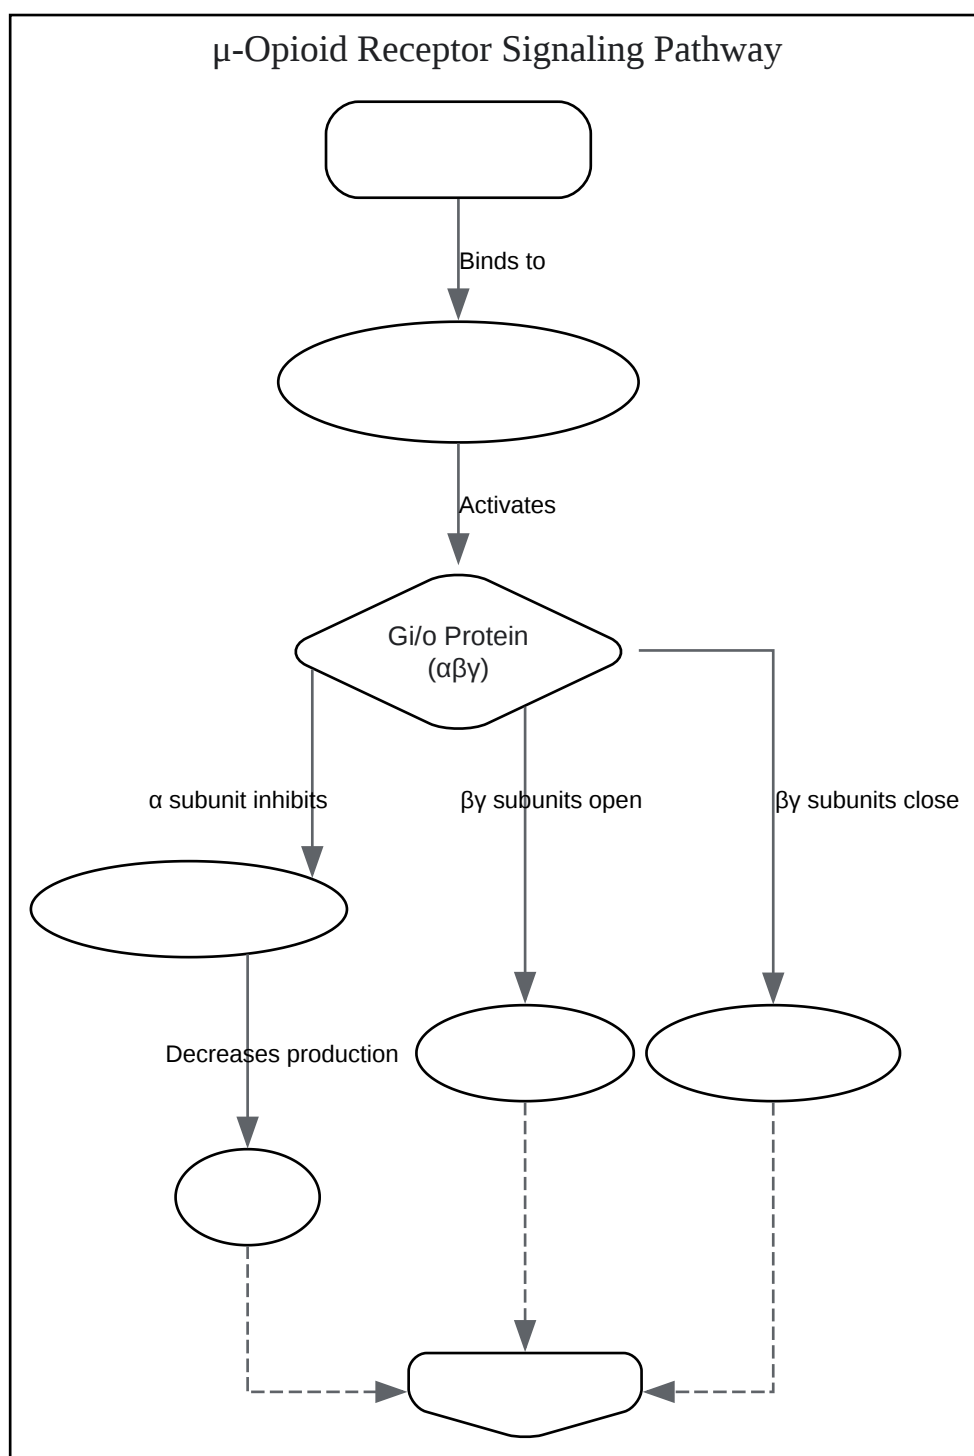 μ-Opioid Receptor Signaling Pathway
Binds to
Activates
Gi/o Protein
(αβγ)
α subunit inhibits
βγ subunits open
βγ subunits close
Decreases production